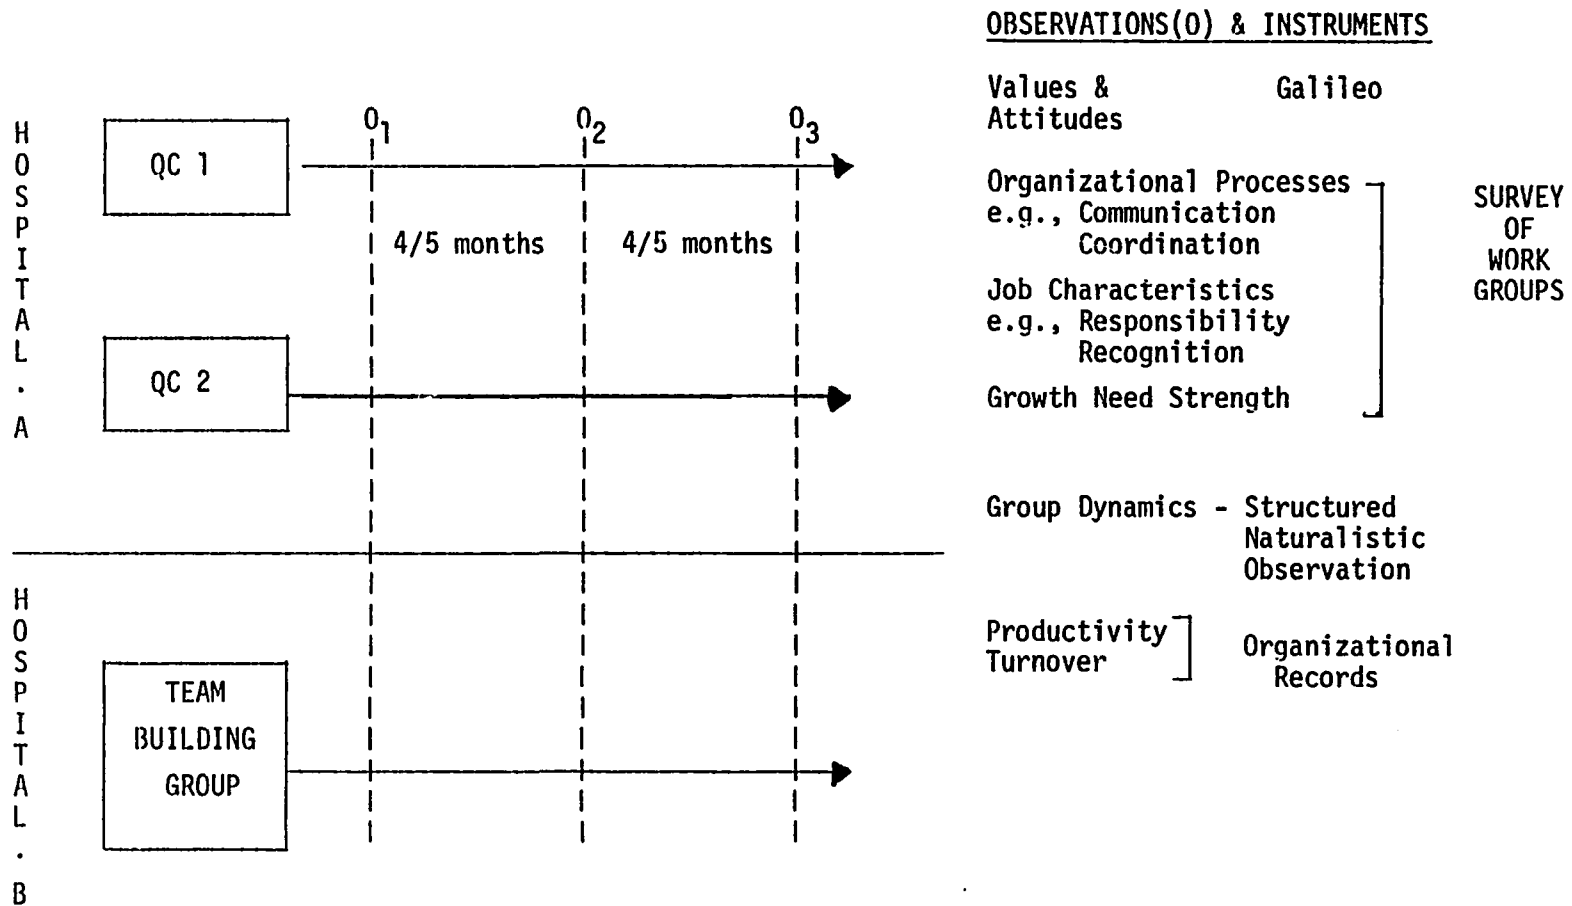 OBSERVATIONS(O) & INSTRUMENTS
Values & Galileo
Attitudes
Organizational Processes
e.g., Communication
Coordination
Job Characteristics
e.g., Responsibility
Recognition
Growth Need Strength
SURVEY
OF
WORK
GROUPS
Group Dynamics - Structured
Naturalistic
Observation
Productivity
Turnover
Organizational
Records
HOSPITAL. A
QC 1
O1
O2
O3
4/5 months
4/5 months
QC 2
HOSPITAL. B
TEAM
BUILDING
GROUP